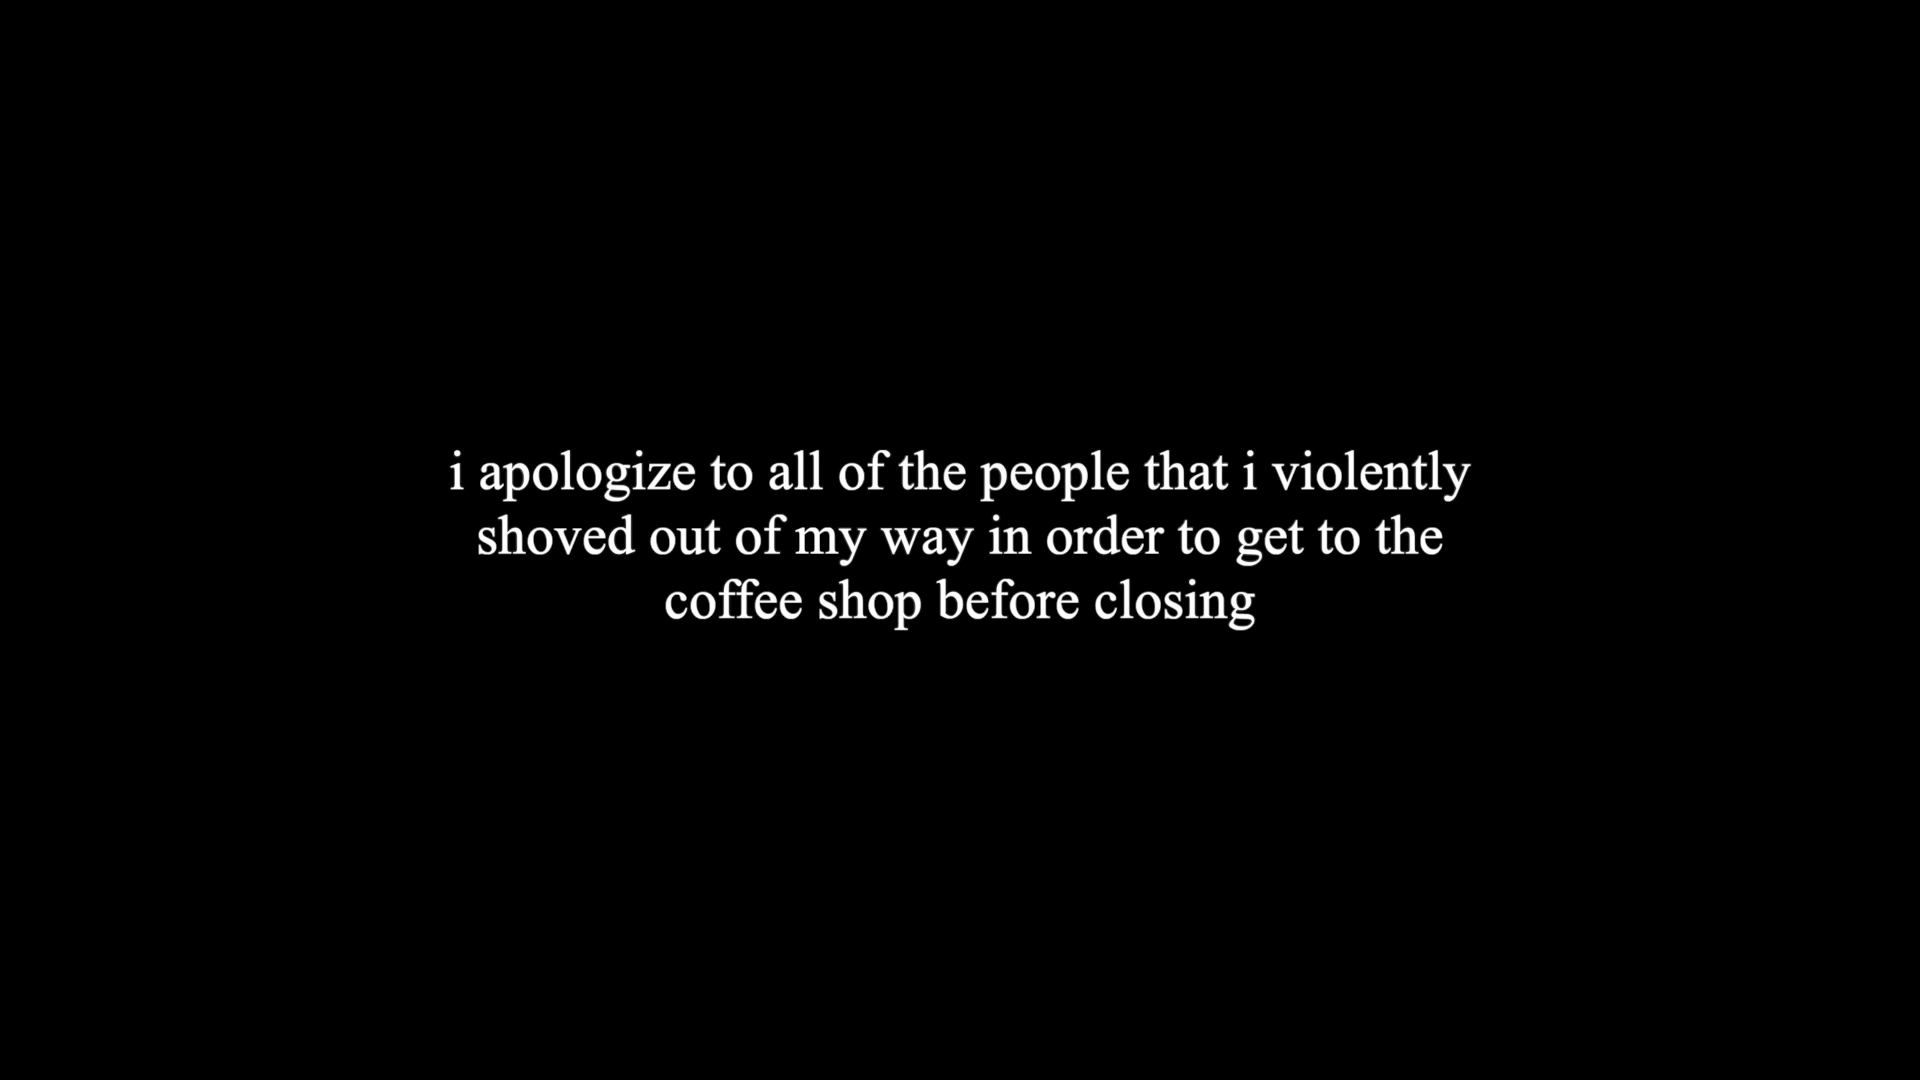 i apologize to all of the people that i violently
shoved out of my way in order to get to the
coffee shop before closing